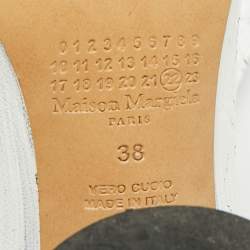 0 1 2 3 4 5 6 7 8 9
10 11 12 13 14 15 16
17 18 19 20 21 22 23
Maison Margiela
PARIS
38
VERO CUOIO
MADE IN ITALY